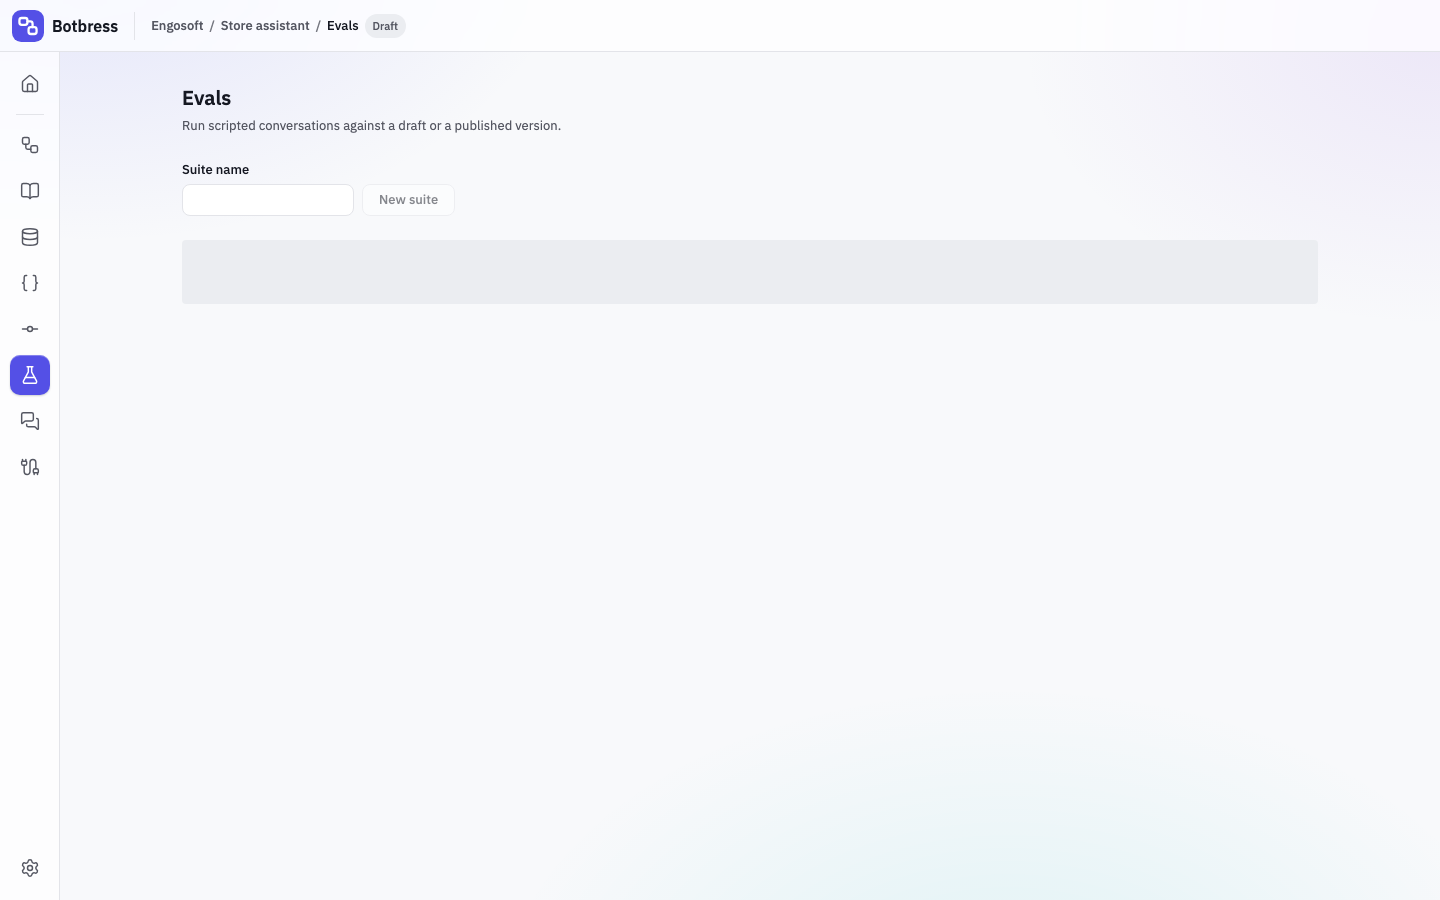 Botbress
Engosoft / Store assistant / Evals Draft
Evals
Run scripted conversations against a draft or a published version.
Suite name
New suite